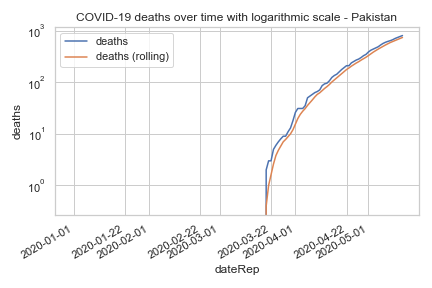 COVID-19 deaths over time with logarithmic scale - Pakistan
deaths
deaths (rolling)
10³
10²
10¹
10⁰
deaths
2020-01-01
2020-01-22
2020-02-01
2020-02-22
2020-03-01
2020-03-22
2020-04-01
2020-04-22
2020-05-01
dateRep